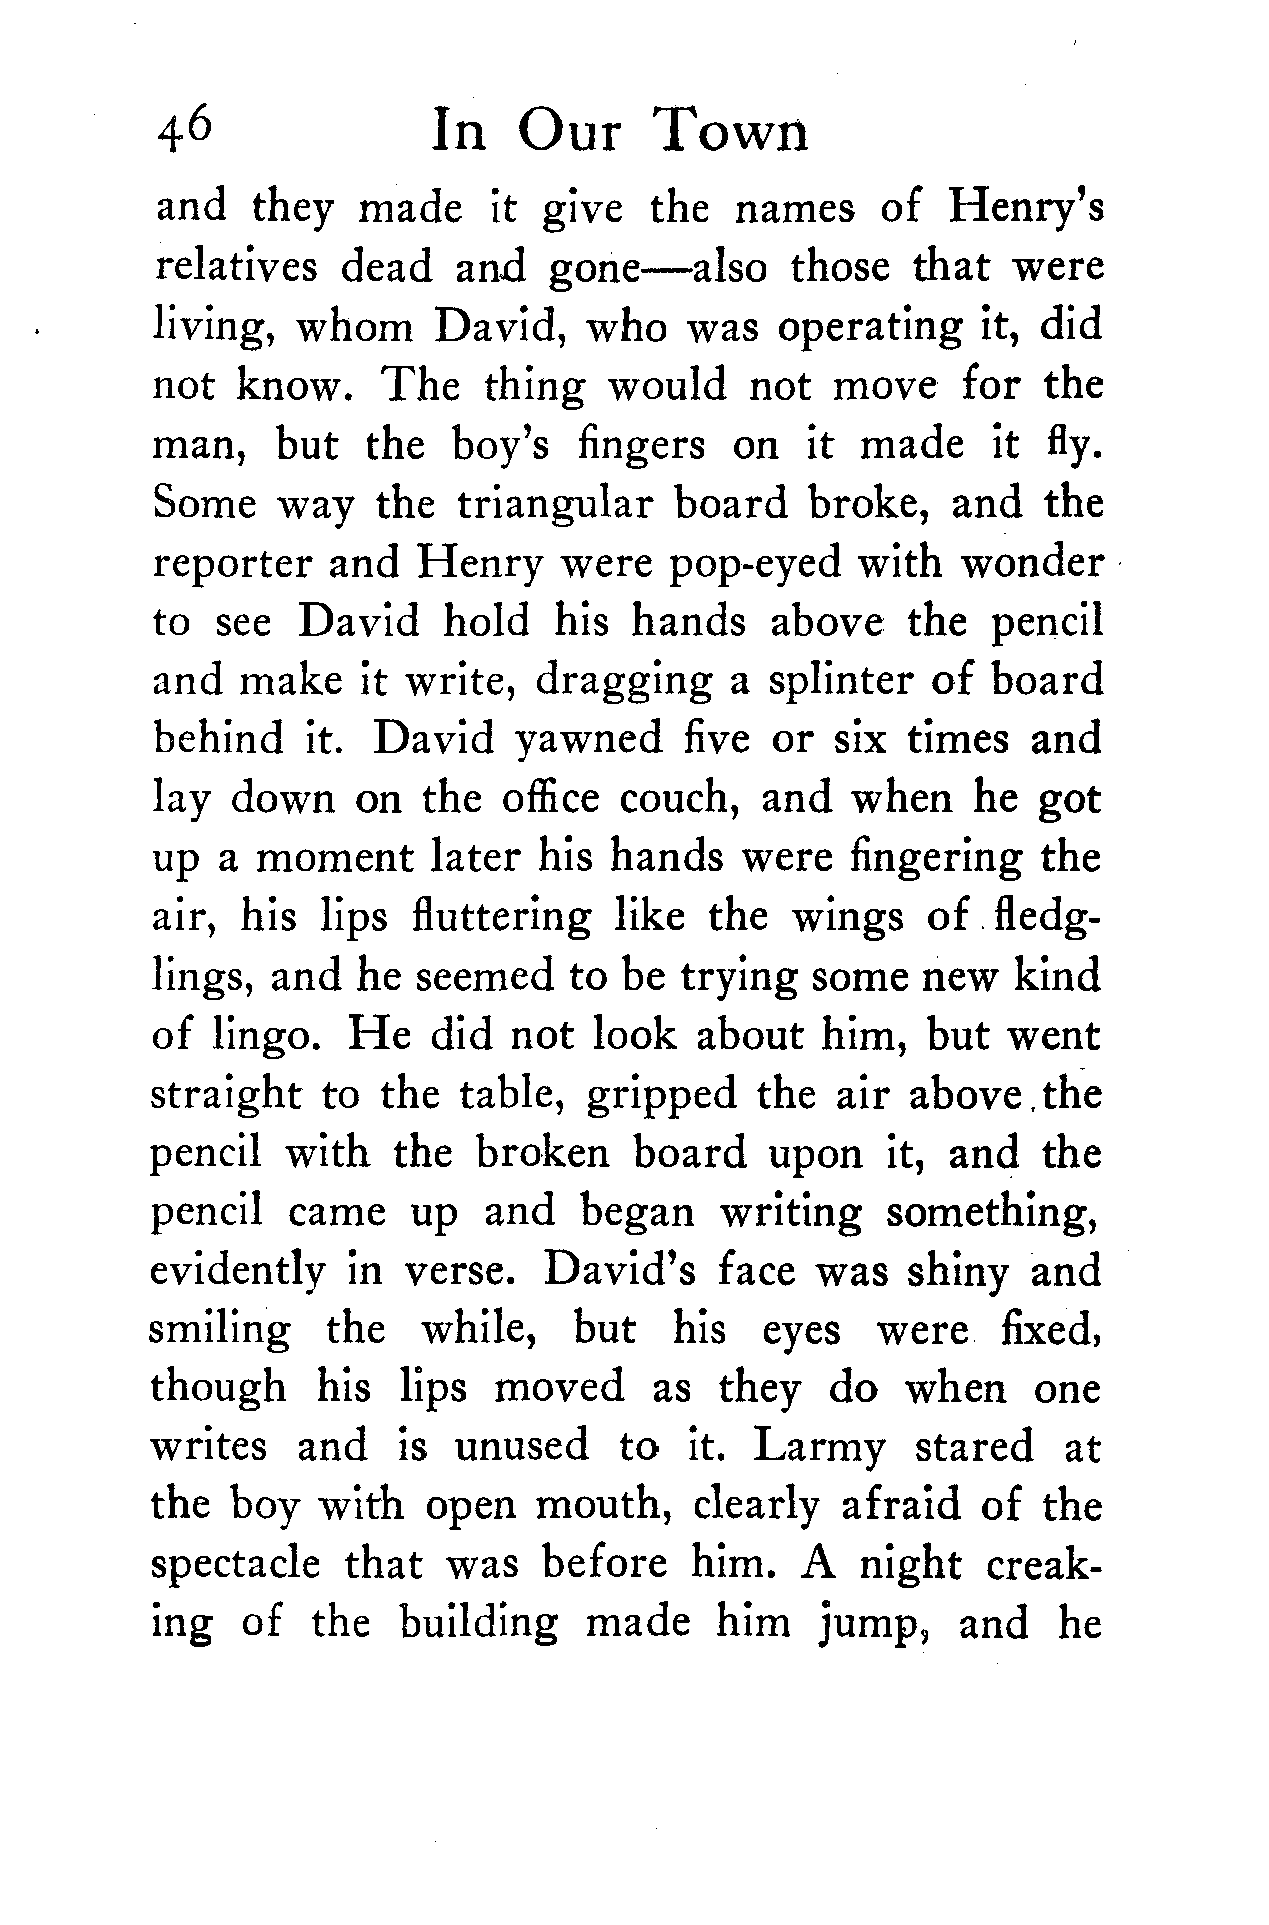 46 In Our Town
and they made it give the names of Henry's
relatives dead and gone—also those that were
living, whom David, who was operating it, did
not know. The thing would not move for the
man, but the boy's fingers on it made it fly.
Some way the triangular board broke, and the
reporter and Henry were pop-eyed with wonder
to see David hold his hands above the pencil
and make it write, dragging a splinter of board
behind it. David yawned five or six times and
lay down on the office couch, and when he got
up a moment later his hands were fingering the
air, his lips fluttering like the wings of fledg-
lings, and he seemed to be trying some new kind
of lingo. He did not look about him, but went
straight to the table, gripped the air above the
pencil with the broken board upon it, and the
pencil came up and began writing something,
evidently in verse. David's face was shiny and
smiling the while, but his eyes were fixed,
though his lips moved as they do when one
writes and is unused to it. Larmy stared at
the boy with open mouth, clearly afraid of the
spectacle that was before him. A night creak-
ing of the building made him jump, and he